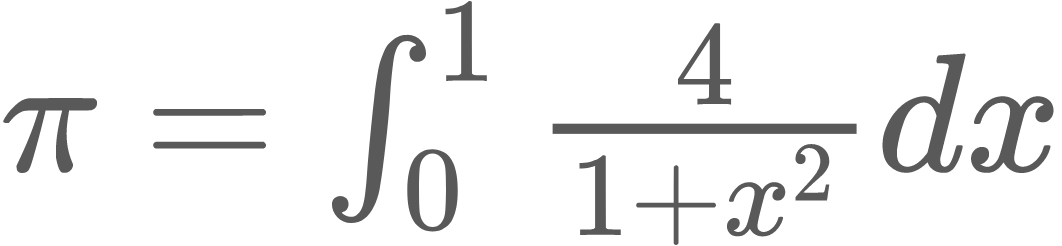 π = ∫₀¹ 4/(1+x²) dx